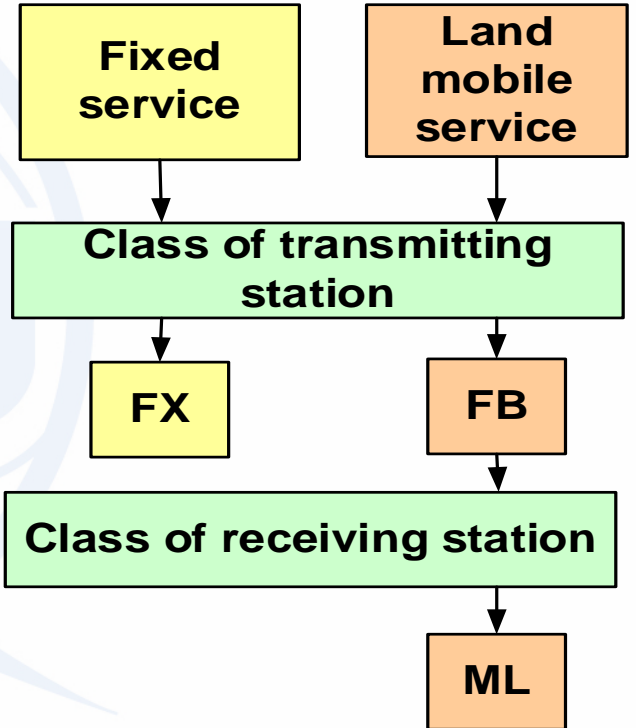 Fixed
service
Land
mobile
service
Class of transmitting
station
FX
FB
Class of receiving station
ML